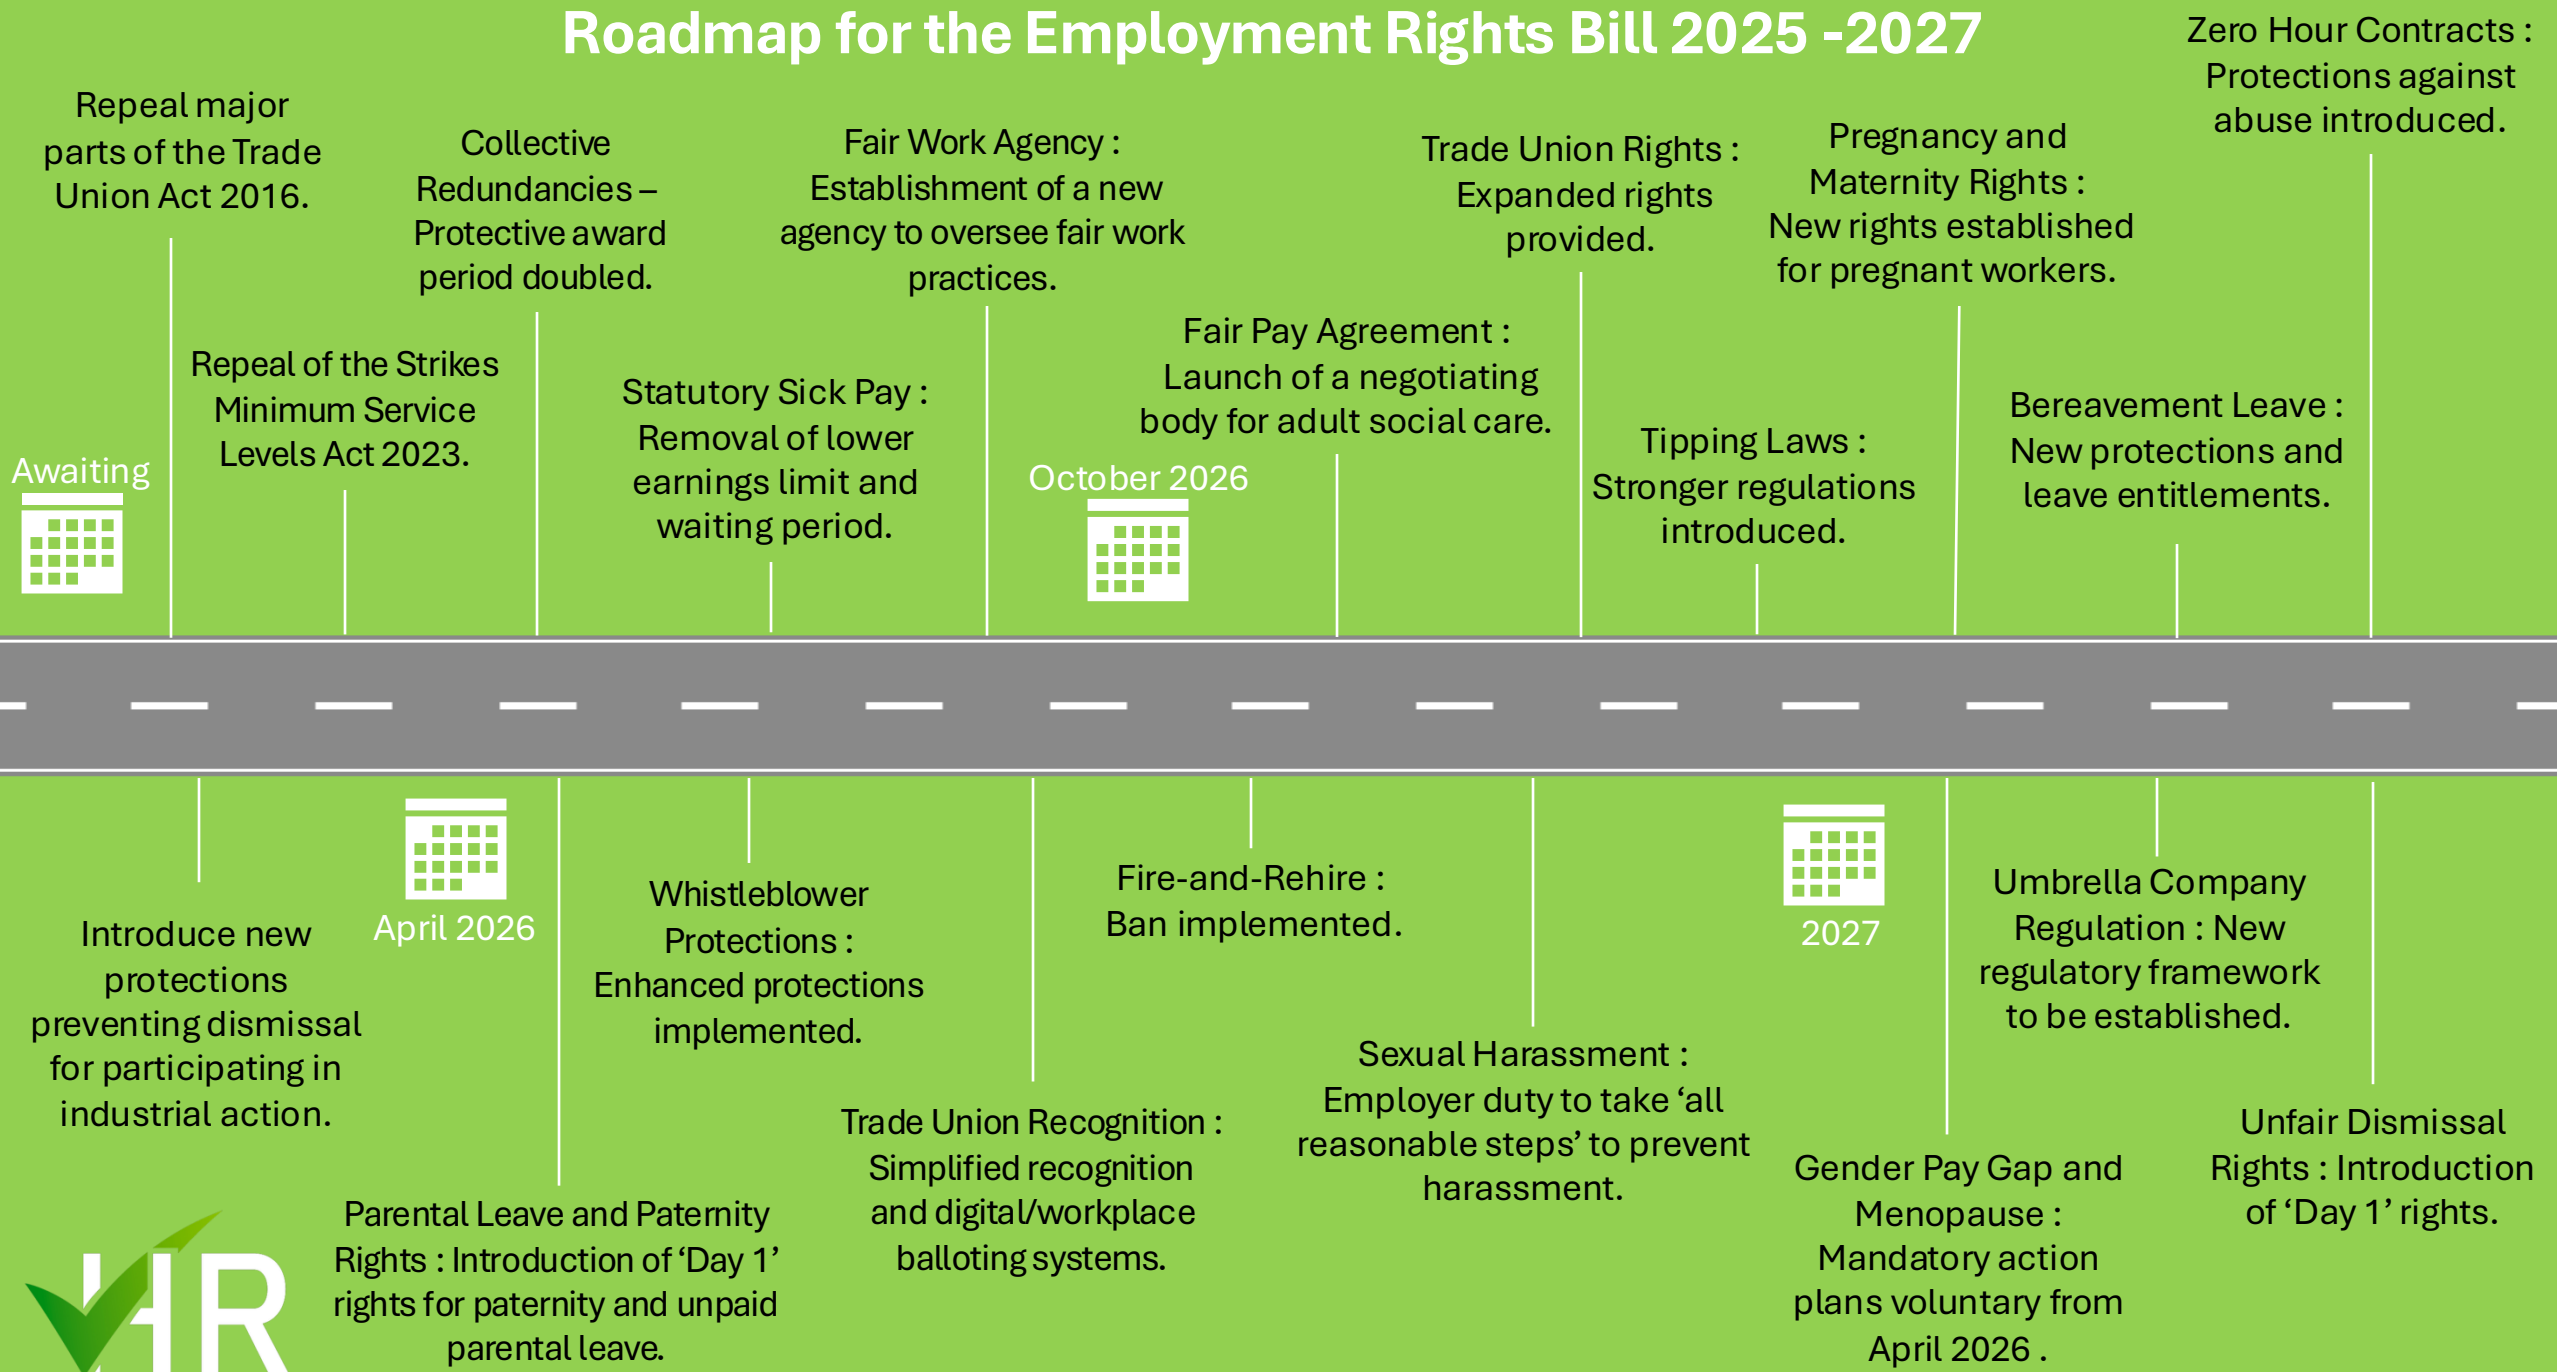 Roadmap for the Employment Rights Bill 2025 -2027
Repeal major
parts of the Trade
Union Act 2016.
Repeal of the Strikes
Minimum Service
Levels Act 2023.
Awaiting
Introduce new
protections
preventing dismissal
for participating in
industrial action.
April 2026
Collective
Redundancies –
Protective award
period doubled.
Parental Leave and Paternity
Rights : Introduction of ‘Day 1’
rights for paternity and unpaid
parental leave.
Statutory Sick Pay :
Removal of lower
earnings limit and
waiting period.
Whistleblower
Protections :
Enhanced protections
implemented.
Fair Work Agency :
Establishment of a new
agency to oversee fair work
practices.
Trade Union Recognition :
Simplified recognition
and digital/workplace
balloting systems.
October 2026
Fire-and-Rehire :
Ban implemented.
Fair Pay Agreement :
Launch of a negotiating
body for adult social care.
Sexual Harassment :
Employer duty to take ‘all
reasonable steps’ to prevent
harassment.
Trade Union Rights :
Expanded rights
provided.
Tipping Laws :
Stronger regulations
introduced.
2027
Pregnancy and
Maternity Rights :
New rights established
for pregnant workers.
Gender Pay Gap and
Menopause :
Mandatory action
plans voluntary from
April 2026 .
Bereavement Leave :
New protections and
leave entitlements.
Umbrella Company
Regulation : New
regulatory framework
to be established.
Zero Hour Contracts :
Protections against
abuse introduced.
Unfair Dismissal
Rights : Introduction
of ‘Day 1’ rights.
HR